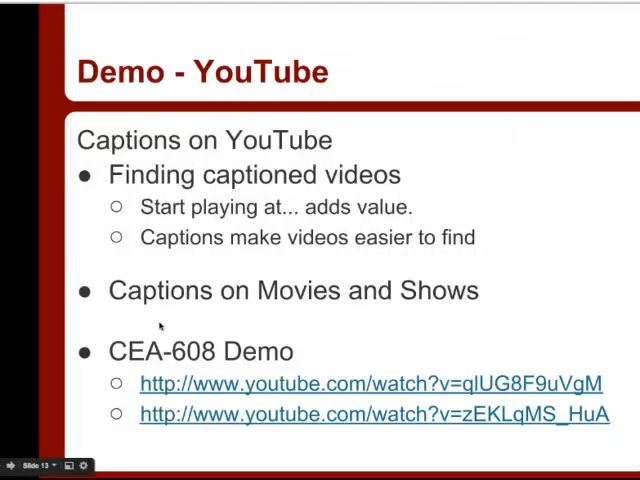 Demo - YouTube
Captions on YouTube
● Finding captioned videos
○ Start playing at... adds value.
○ Captions make videos easier to find
● Captions on Movies and Shows
● CEA-608 Demo
○ http://www.youtube.com/watch?v=qlUG8F9uVgM
○ http://www.youtube.com/watch?v=zEKLqMS_HuA
Slide 13